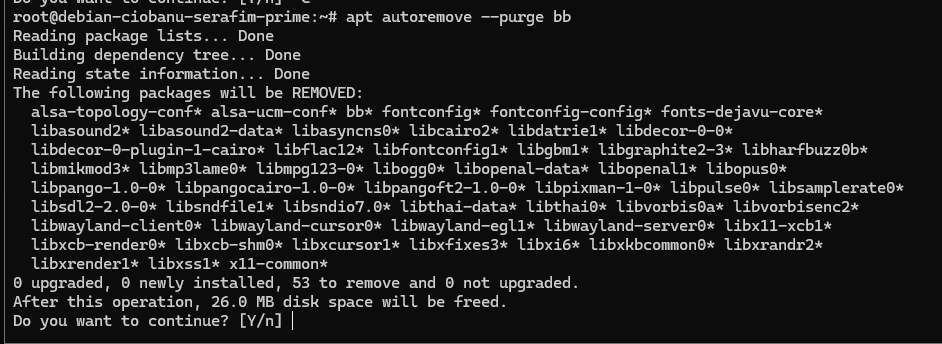 Do you want to continue? [Y/n]
root@debian-ciobanu-serafim-prime:~# apt autoremove --purge bb
Reading package lists... Done
Building dependency tree... Done
Reading state information... Done
The following packages will be REMOVED:
  alsa-topology-conf* alsa-ucm-conf* bb* fontconfig* fontconfig-config* fonts-dejavu-core*
  libasound2* libasound2-data* libasyncns0* libcairo2* libdatrie1* libdecor-0-0*
  libdecor-0-plugin-1-cairo* libflac12* libfontconfig1* libgbm1* libgraphite2-3* libharfbuzz0b*
  libmikmod3* libmp3lame0* libmpg123-0* libogg0* libopenal-data* libopenal1* libopus0*
  libpango-1.0-0* libpangocairo-1.0-0* libpangoft2-1.0-0* libpixman-1-0* libpulse0* libsamplerate0*
  libsdl2-2.0-0* libsndfile1* libsndio7.0* libthai-data* libthai0* libvorbis0a* libvorbisenc2*
  libwayland-client0* libwayland-cursor0* libwayland-egl1* libwayland-server0* libx11-xcb1*
  libxcb-render0* libxcb-shm0* libxcursor1* libxfixes3* libxi6* libxkbcommon0* libxrandr2*
  libxrender1* libxss1* x11-common*
0 upgraded, 0 newly installed, 53 to remove and 0 not upgraded.
After this operation, 26.0 MB disk space will be freed.
Do you want to continue? [Y/n]